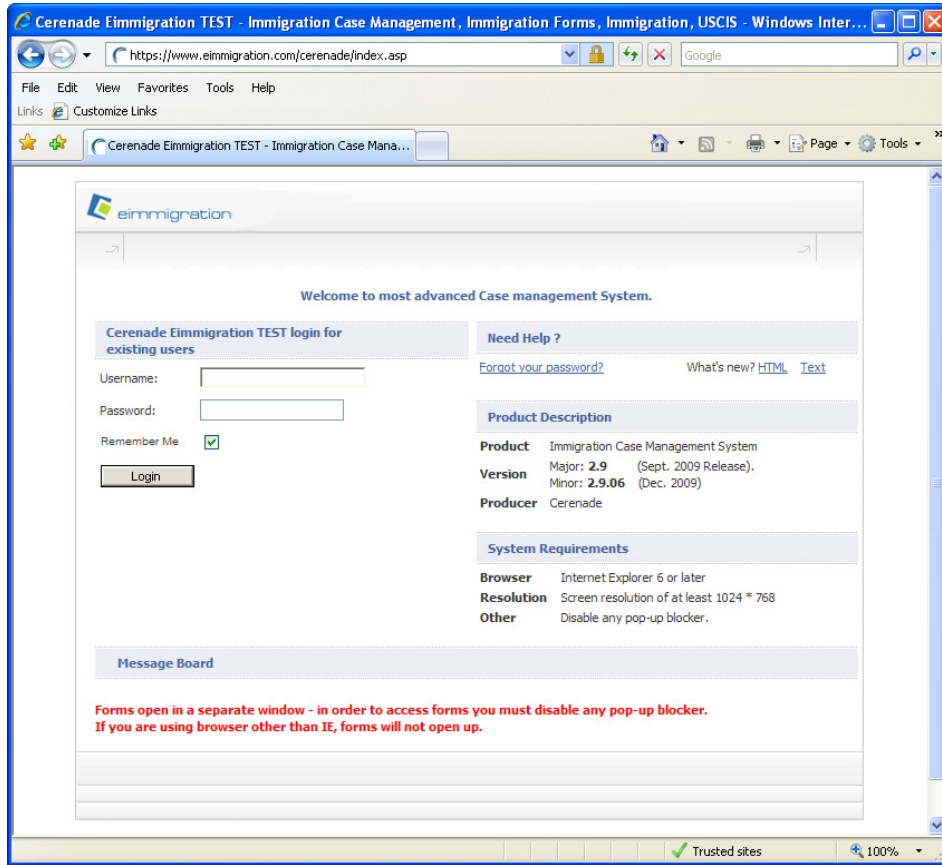 Cerenade Eimmigration TEST - Immigration Case Management, Immigration Forms, Immigration, USCIS - Windows Inter...
https://www.eimmigration.com/cerenade/index.asp
Google
File Edit View Favorites Tools Help
Links Customize Links
Cerenade Eimmigration TEST - Immigration Case Mana...
Page Tools
eimmigration
Welcome to most advanced Case management System.
Cerenade Eimmigration TEST login for
existing users
Username:
Password:
Remember Me
Login
Need Help ?
Forgot your password? What's new? HTML Text
Product Description
Product Immigration Case Management System
Version Major: 2.9 (Sept. 2009 Release).
Minor: 2.9.06 (Dec. 2009)
Producer Cerenade
System Requirements
Browser Internet Explorer 6 or later
Resolution Screen resolution of at least 1024 * 768
Other Disable any pop-up blocker.
Message Board
Forms open in a separate window - in order to access forms you must disable any pop-up blocker.
If you are using browser other than IE, forms will not open up.
Trusted sites 100%